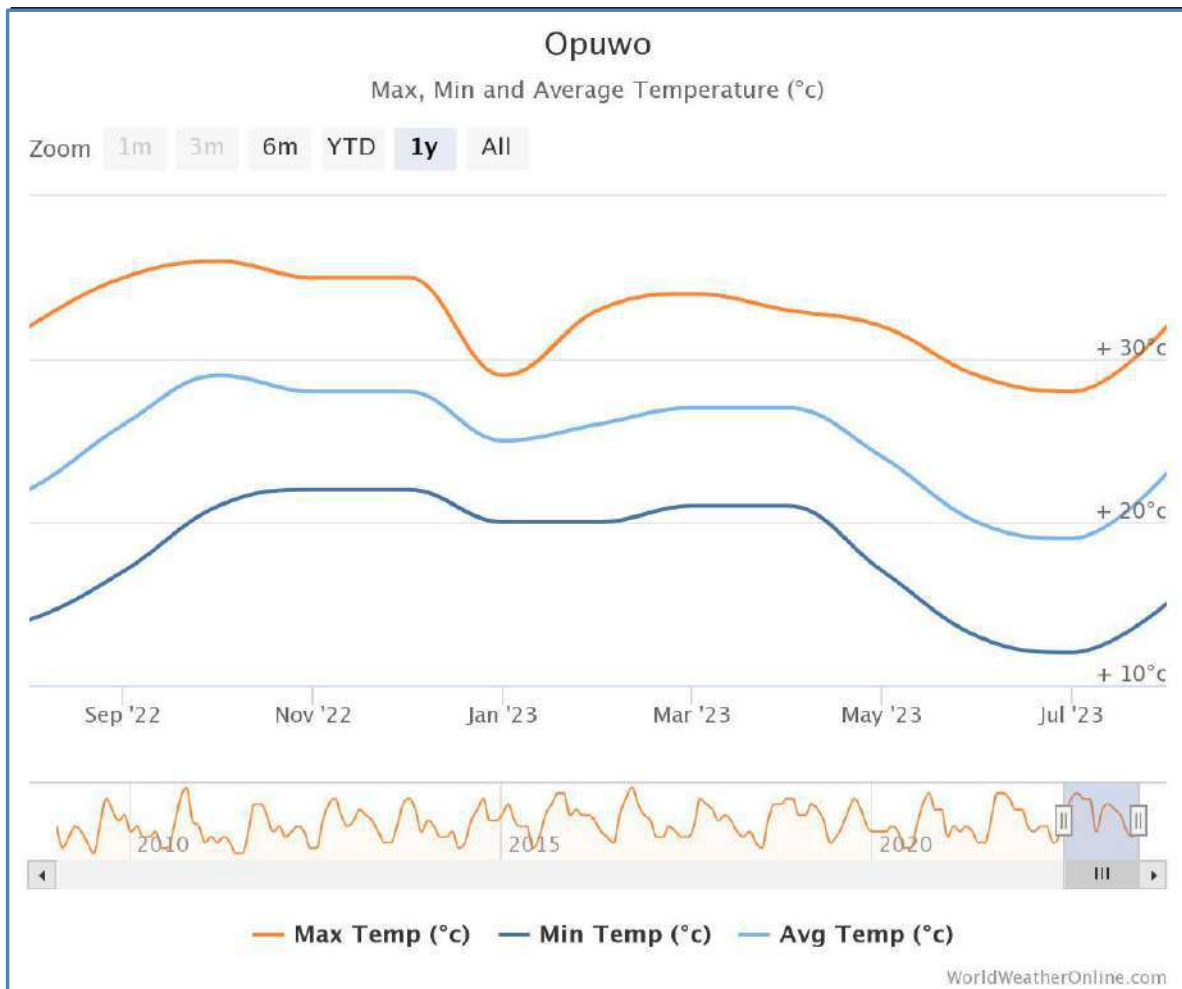 Opuwo
Max, Min and Average Temperature (°c)
Zoom 1m 3m 6m YTD 1y All
+ 30°c
+ 20°c
+ 10°c
Sep '22 Nov '22 Jan '23 Mar '23 May '23 Jul '23
2010 2015 2020
Max Temp (°c) Min Temp (°c) Avg Temp (°c)
WorldWeatherOnline.com